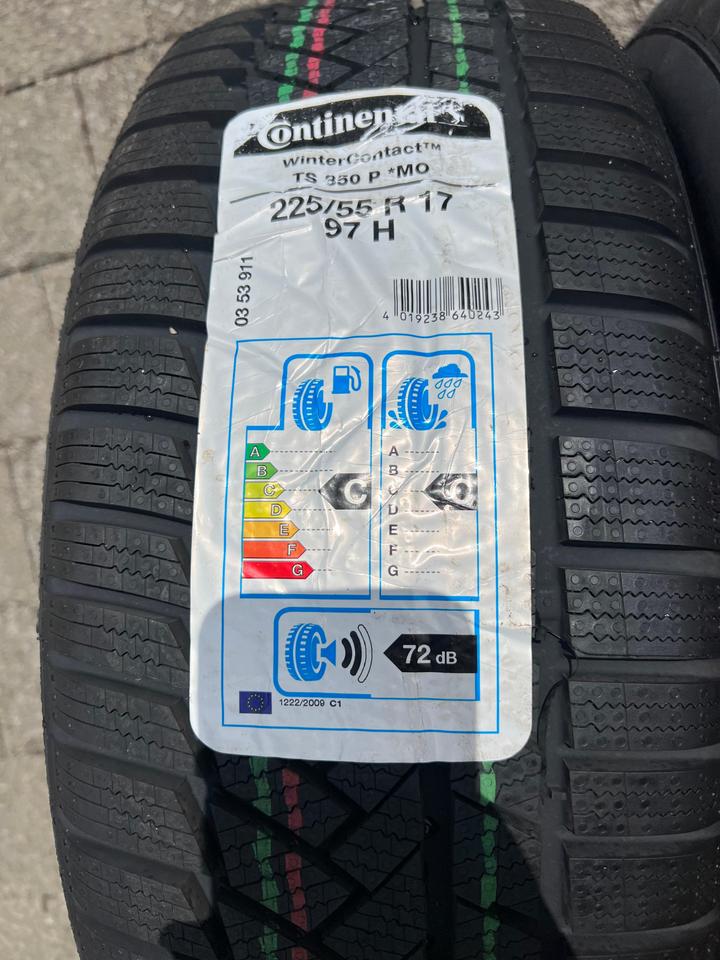 Continental
WinterContact™
TS 850 P *MO
225/55 R 17
97 H
03 53 911
4 019238 640243
A
B
C
D
E
F
G
C
A
B
C
D
E
F
G
C
72 dB
1222/2009 C1